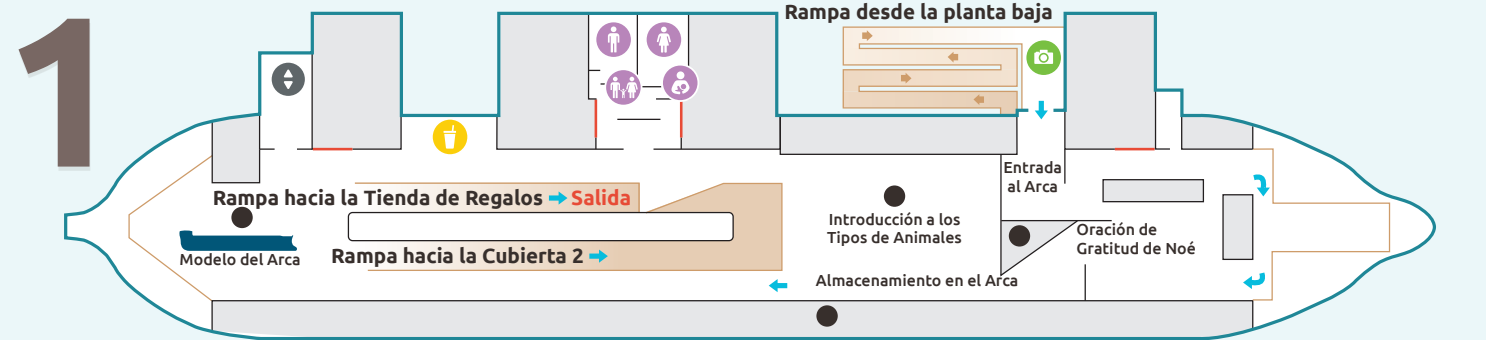 1
Rampa desde la planta baja
Entrada
al Arca
Rampa hacia la Tienda de Regalos Salida
Introducción a los
Tipos de Animales
Oración de
Gratitud de Noé
Modelo del Arca
Rampa hacia la Cubierta 2
Almacenamiento en el Arca